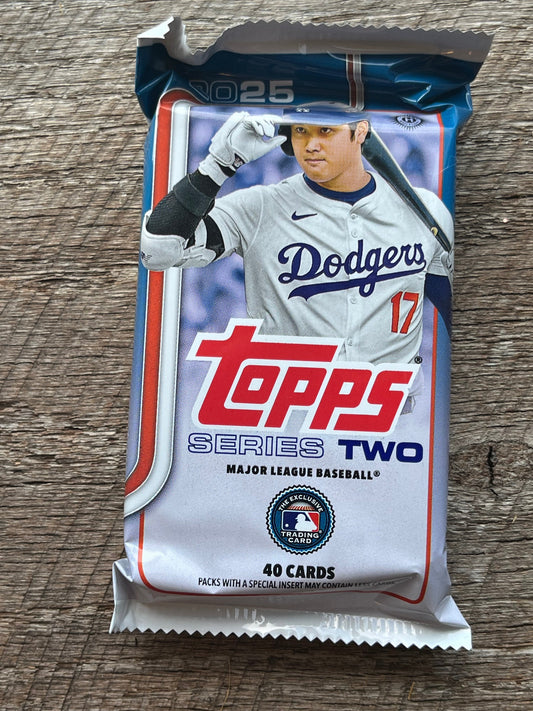 2025
Dodgers
17
TOPPS®
SERIES TWO
MAJOR LEAGUE BASEBALL®
THE EXCLUSIVE
TRADING CARD
40 CARDS
PACKS WITH A SPECIAL INSERT MAY CONTAIN LESS CARDS